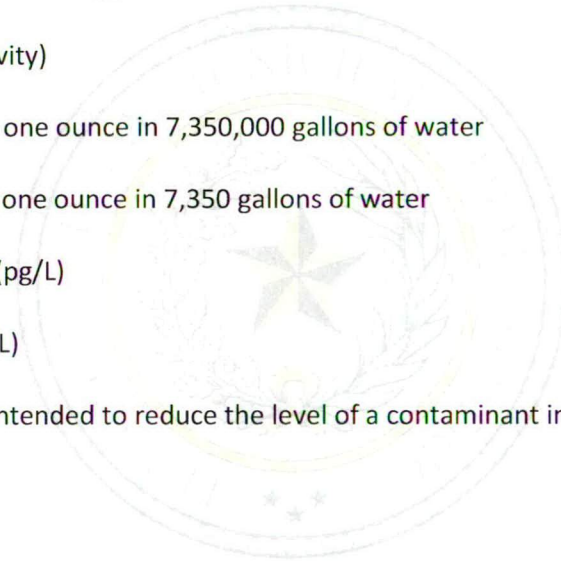 vity)
one ounce in 7,350,000 gallons of water
one ounce in 7,350 gallons of water
(pg/L)
L)
ntended to reduce the level of a contaminant in